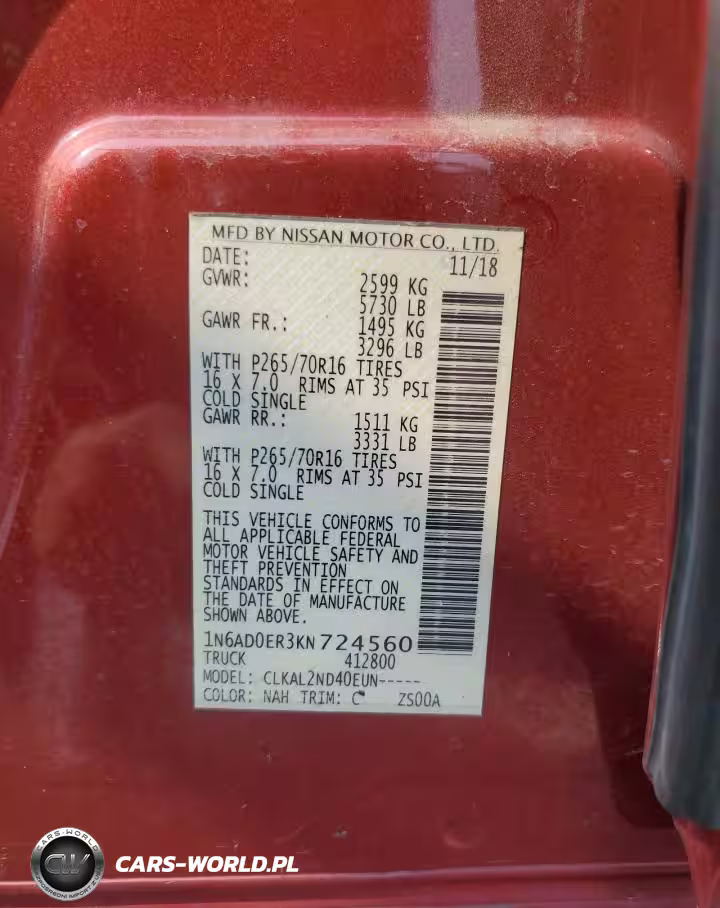 MFD BY NISSAN MOTOR CO., LTD.
DATE: 11/18
GVWR: 2599 KG
5730 LB
GAWR FR.: 1495 KG
3296 LB
WITH P265/70R16 TIRES
16 X 7.0 RIMS AT 35 PSI
COLD SINGLE
GAWR RR.: 1511 KG
3331 LB
WITH P265/70R16 TIRES
16 X 7.0 RIMS AT 35 PSI
COLD SINGLE
THIS VEHICLE CONFORMS TO
ALL APPLICABLE FEDERAL
MOTOR VEHICLE SAFETY AND
THEFT PREVENTION
STANDARDS IN EFFECT ON
THE DATE OF MANUFACTURE
SHOWN ABOVE.
1N6AD0ER3KN724560
TRUCK 412800
MODEL: CLKAL2ND40EUN-----
COLOR: NAH TRIM: C ZS00A
CARS-WORLD
CW
CARS-WORLD.PL